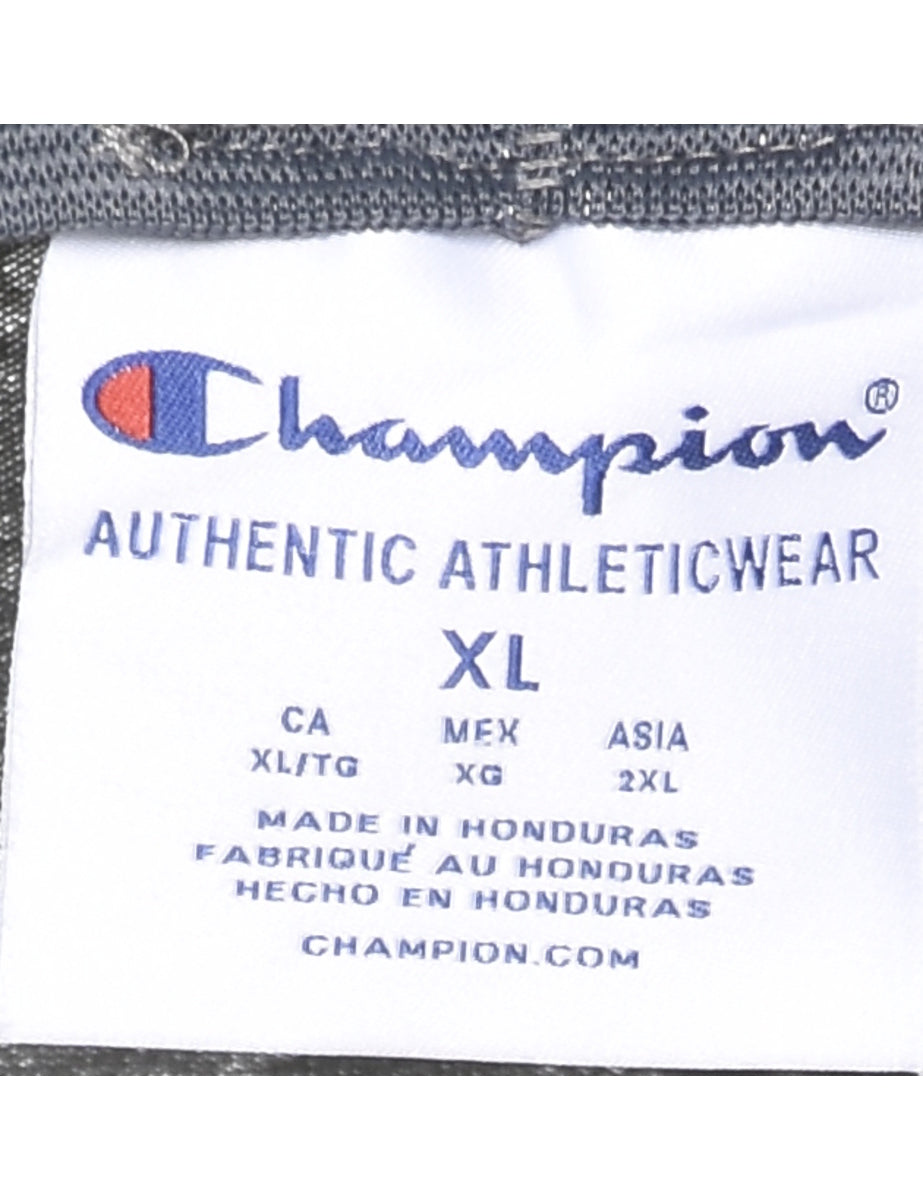 Champion®
AUTHENTIC ATHLETICWEAR
XL
CA MEX ASIA
XL/TG XG 2XL
MADE IN HONDURAS
FABRIQUÉ AU HONDURAS
HECHO EN HONDURAS
CHAMPION.COM